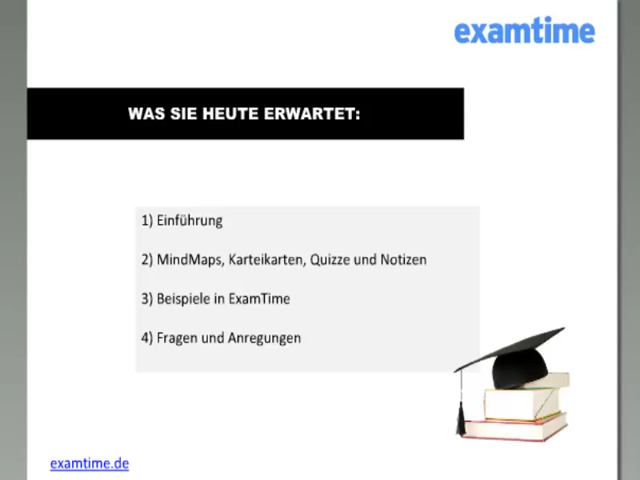 examtime
WAS SIE HEUTE ERWARTET:
1) Einführung
2) MindMaps, Karteikarten, Quizze und Notizen
3) Beispiele in ExamTime
4) Fragen und Anregungen
examtime.de